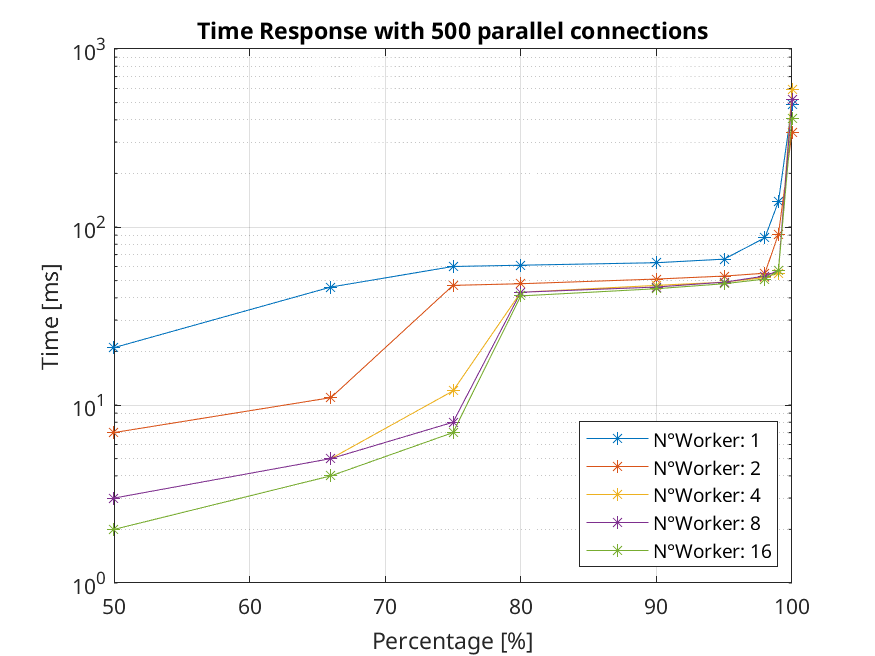 Time Response with 500 parallel connections
10^3
10^2
10^1
10^0
Time [ms]
50 60 70 80 90 100
Percentage [%]
N°Worker: 1
N°Worker: 2
N°Worker: 4
N°Worker: 8
N°Worker: 16